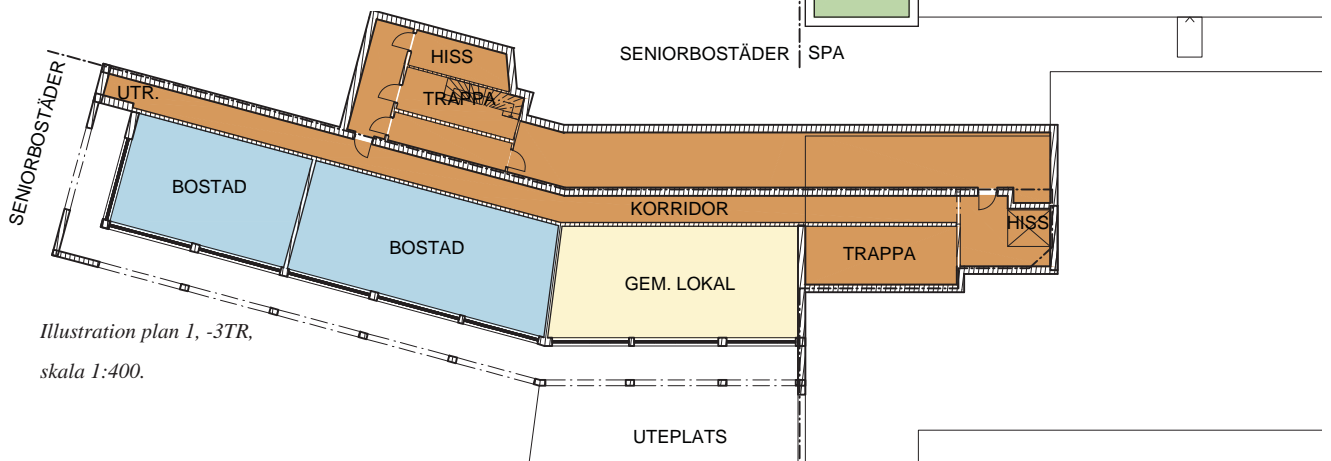 SENIORBOSTÄDER
SPA
HISS
SENIORBOSTÄDER
UTR.
TRAPPA
BOSTAD
KORRIDOR
HISS
BOSTAD
TRAPPA
GEM. LOKAL
Illustration plan 1, -3TR,
skala 1:400.
UTEPLATS